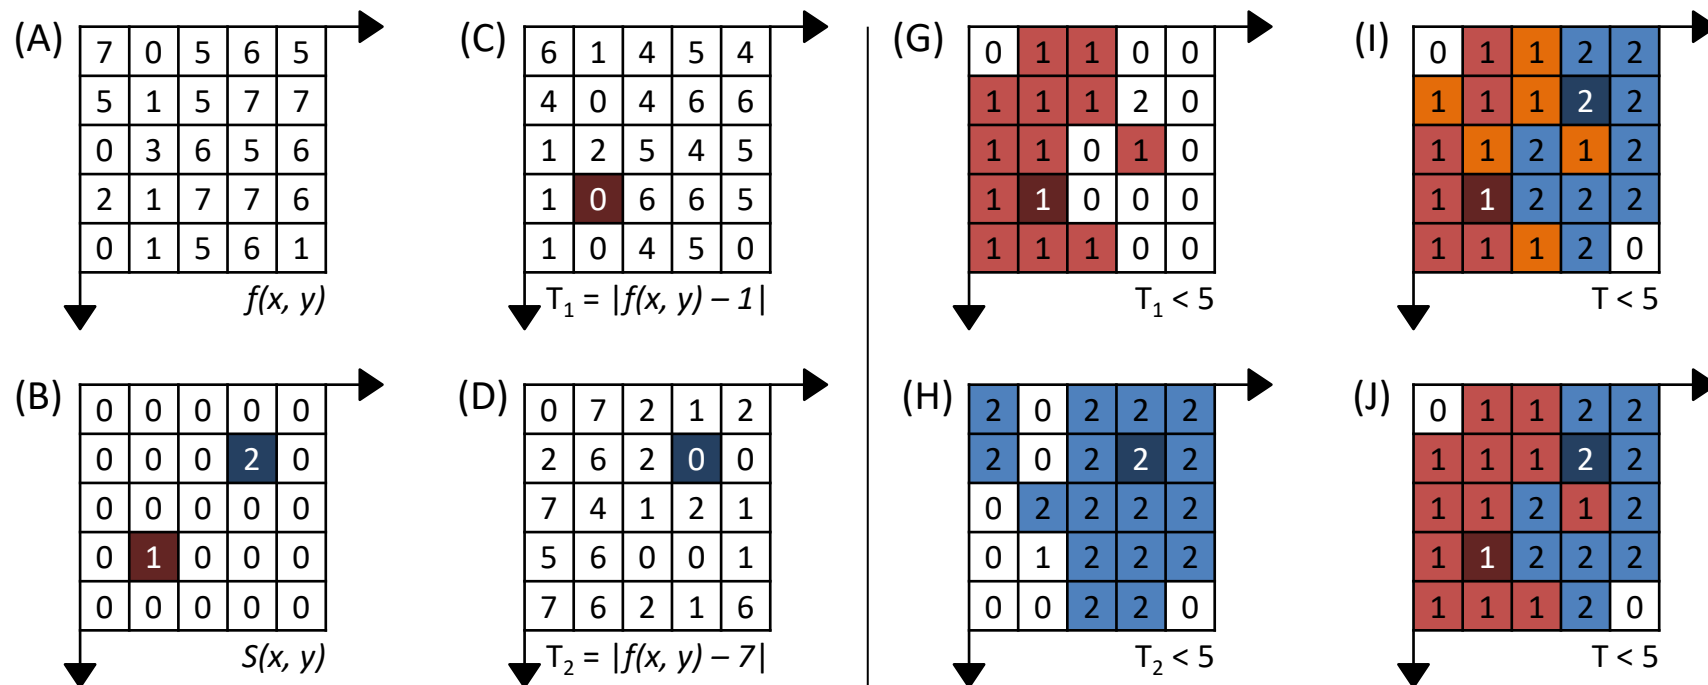 (A)
7 0 5 6 5
5 1 5 7 7
0 3 6 5 6
2 1 7 7 6
0 1 5 6 1
f(x, y)
(B)
0 0 0 0 0
0 0 0 2 0
0 0 0 0 0
0 1 0 0 0
0 0 0 0 0
S(x, y)
(C)
6 1 4 5 4
4 0 4 6 6
1 2 5 4 5
1 0 6 6 5
1 0 4 5 0
T₁ = |f(x, y) – 1|
(D)
0 7 2 1 2
2 6 2 0 0
7 4 1 2 1
5 6 0 0 1
7 6 2 1 6
T₂ = |f(x, y) – 7|
(G)
0 1 1 0 0
1 1 1 2 0
1 1 0 1 0
1 1 0 0 0
1 1 1 0 0
T₁ < 5
(H)
2 0 2 2 2
2 0 2 2 2
0 2 2 2 2
0 1 2 2 2
0 0 2 2 0
T₂ < 5
(I)
0 1 1 2 2
1 1 1 2 2
1 1 2 1 2
1 1 2 2 2
1 1 1 2 0
T < 5
(J)
0 1 1 2 2
1 1 1 2 2
1 1 2 1 2
1 1 2 2 2
1 1 1 2 0
T < 5